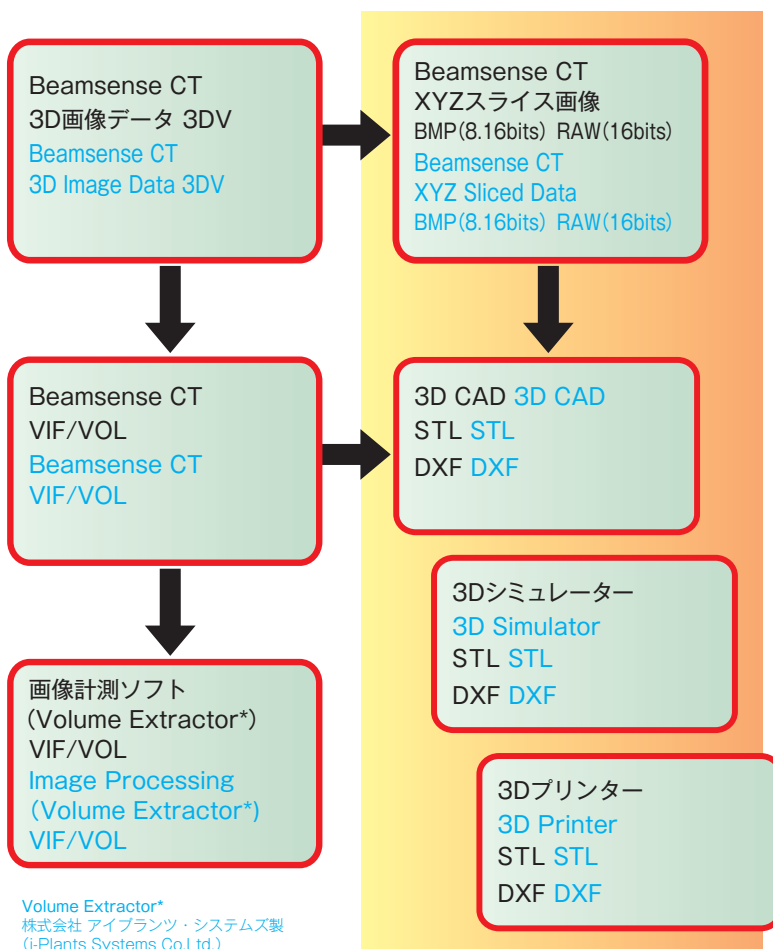 Beamsense CT
3D画像データ 3DV
Beamsense CT
3D Image Data 3DV
Beamsense CT
XYZスライス画像
BMP(8.16bits) RAW(16bits)
Beamsense CT
XYZ Sliced Data
BMP(8.16bits) RAW(16bits)
Beamsense CT
VIF/VOL
Beamsense CT
VIF/VOL
3D CAD 3D CAD
STL STL
DXF DXF
3Dシミュレーター
3D Simulator
STL STL
DXF DXF
画像計測ソフト
(Volume Extractor*)
VIF/VOL
Image Processing
(Volume Extractor*)
VIF/VOL
3Dプリンター
3D Printer
STL STL
DXF DXF
Volume Extractor*
株式会社 アイプランツ・システムズ製
(i-Plants Systems Co.Ltd.)